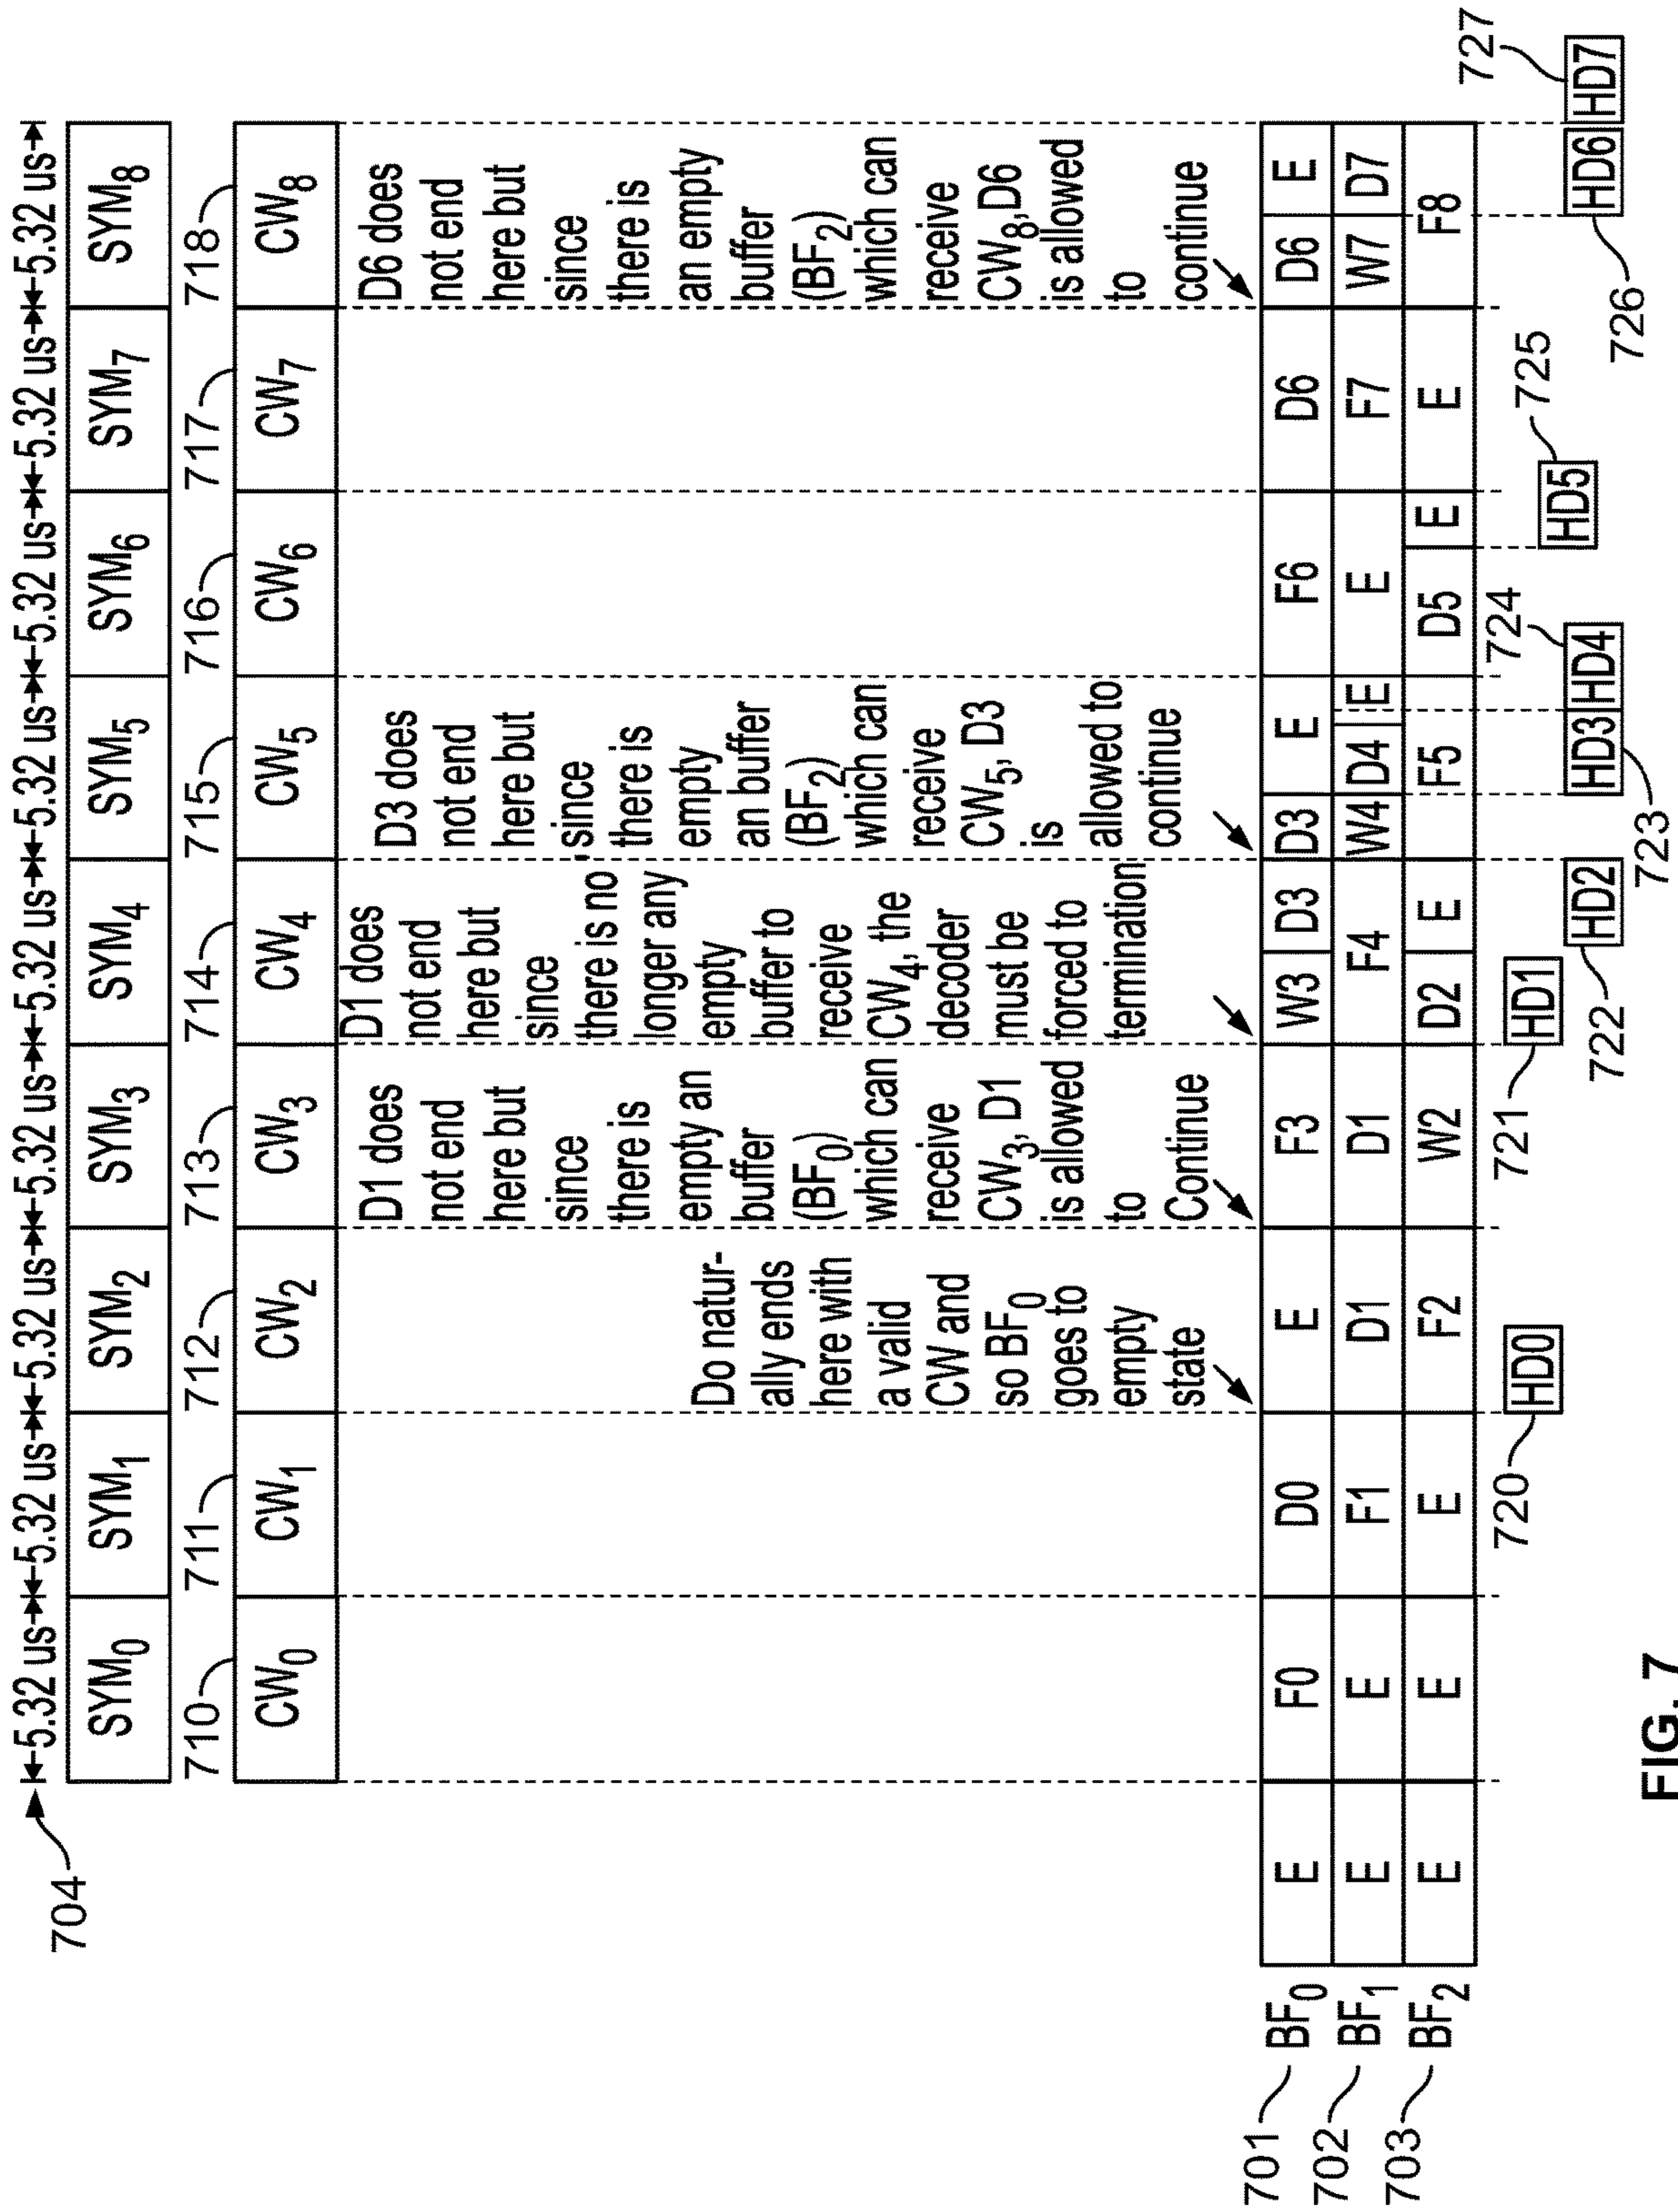 704
5.32 us 5.32 us 5.32 us 5.32 us 5.32 us 5.32 us 5.32 us 5.32 us 5.32 us
SYM0 SYM1 SYM2 SYM3 SYM4 SYM5 SYM6 SYM7 SYM8
710 711 712 713 714 715 716 717 718
CW0 CW1 CW2 CW3 CW4 CW5 CW6 CW7 CW8
Do natur-
ally ends
here with
a valid
CW and
so BF0
goes to
empty
state
D1 does
not end
here but
since
there is
empty an
buffer
(BF0)
which can
receive
CW3, D1
is allowed
to
Continue
D1 does
not end
here but
since
there is no
longer any
empty
buffer to
receive
CW4, the
decoder
must be
forced to
termination
D3 does
not end
here but
,since
there is
empty
an buffer
(BF2)
which can
receive
CW5, D3
is
allowed to
continue
D6 does
not end
here but
since
there is
an empty
buffer
(BF2)
which can
receive
CW8,D6
is allowed
to
continue
701 BF0 E F0 D0 E F3 W3 D3 D3 E F6 D6 D6 E
702 BF1 E E F1 D1 D1 F4 W4 D4 E E F7 W7 D7
703 BF2 E E E F2 W2 D2 E F5 D5 E E F8
HD0 HD1 HD2 HD3 HD4 HD5 HD6 HD7
720 721 722 723 724 725 726 727
FIG. 7